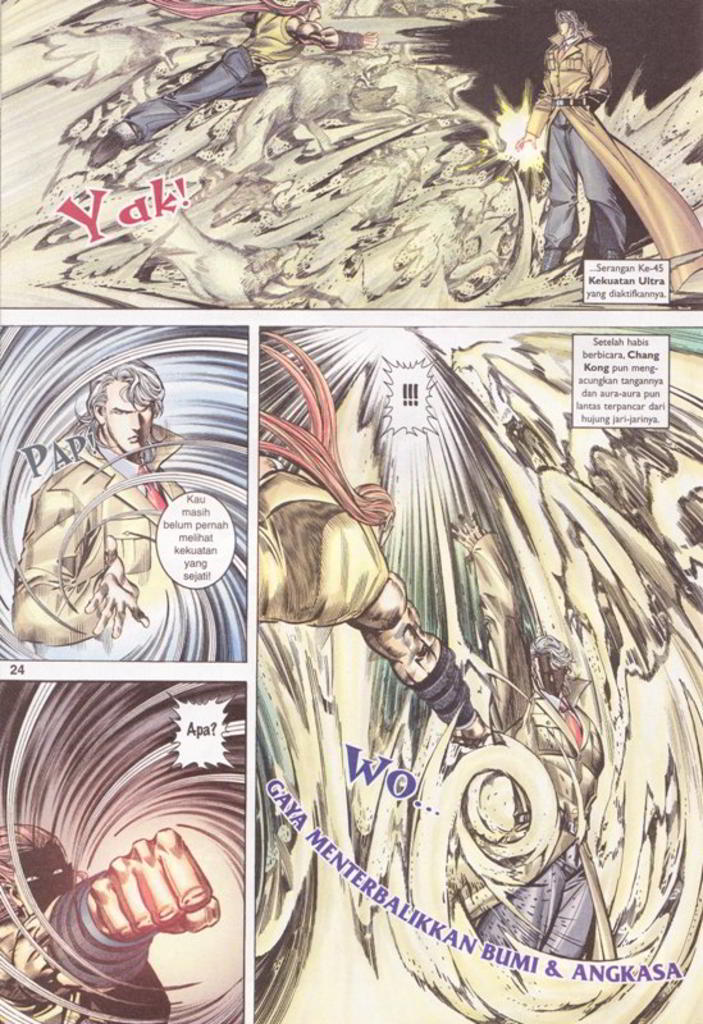 Yak!
...Serangan Ke-45
Kekuatan Ultra
yang diaktifkannya.
PAP!
Kau
masih
belum pernah
melihat
kekuatan
yang
sejati!
24
Apa?
!!!
Setelah habis
berbicara, Chang
Kong pun meng-
acungkan tangannya
dan aura-aura pun
lantas terpancar dari
hujung jari-jarinya.
WO...
GAYA MENTERBALIKKAN BUMI & ANGKASA